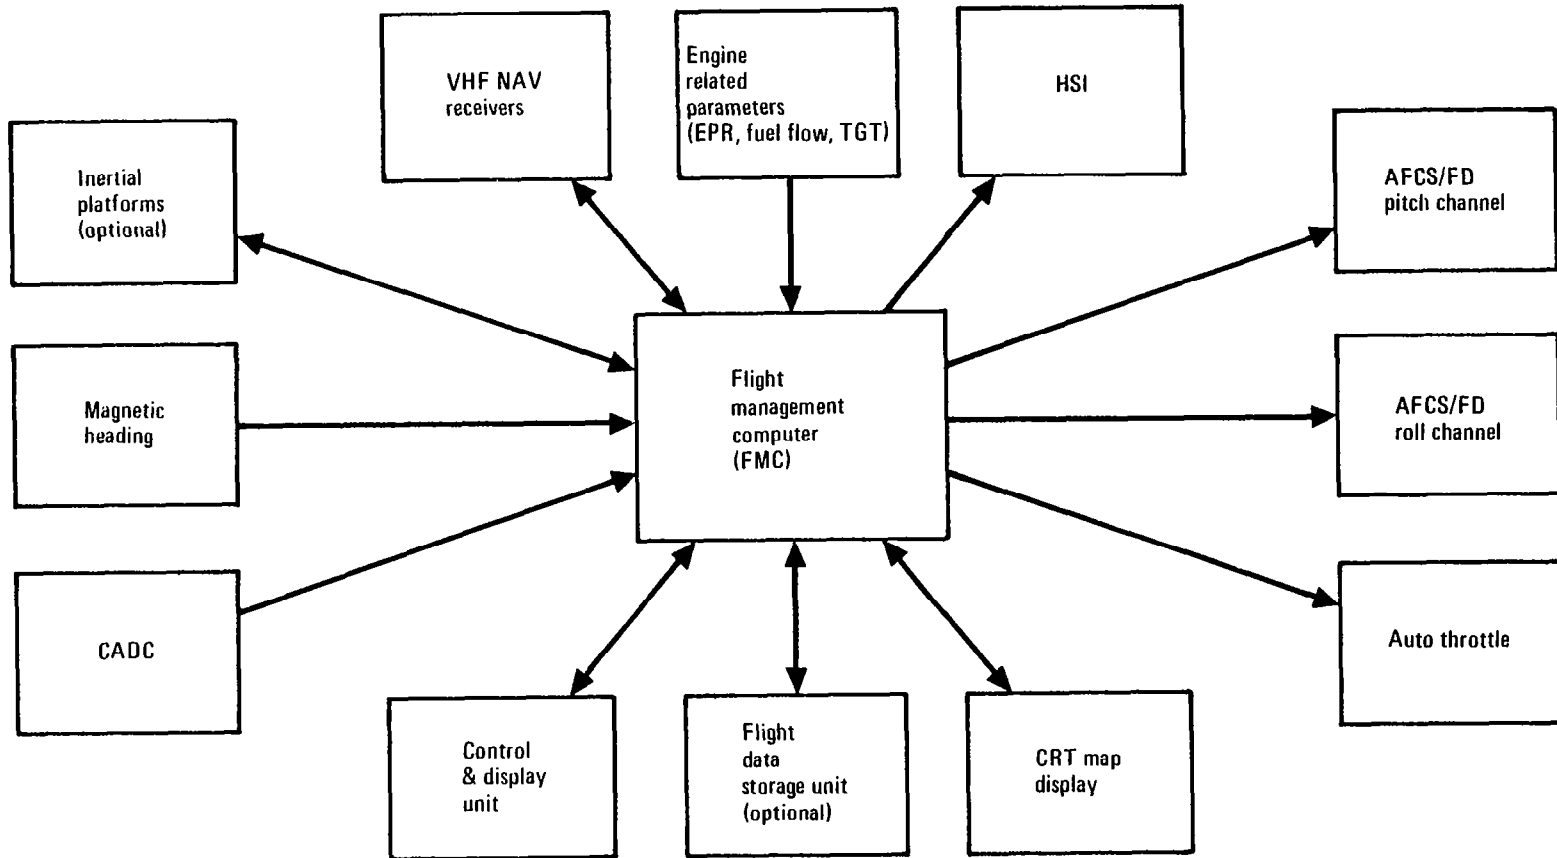 VHF NAV
receivers
Engine
related
parameters
(EPR, fuel flow, TGT)
HSI
Inertial
platforms
(optional)
AFCS/FD
pitch channel
Magnetic
heading
Flight
management
computer
(FMC)
AFCS/FD
roll channel
CADC
Auto throttle
Control
& display
unit
Flight
data
storage unit
(optional)
CRT map
display